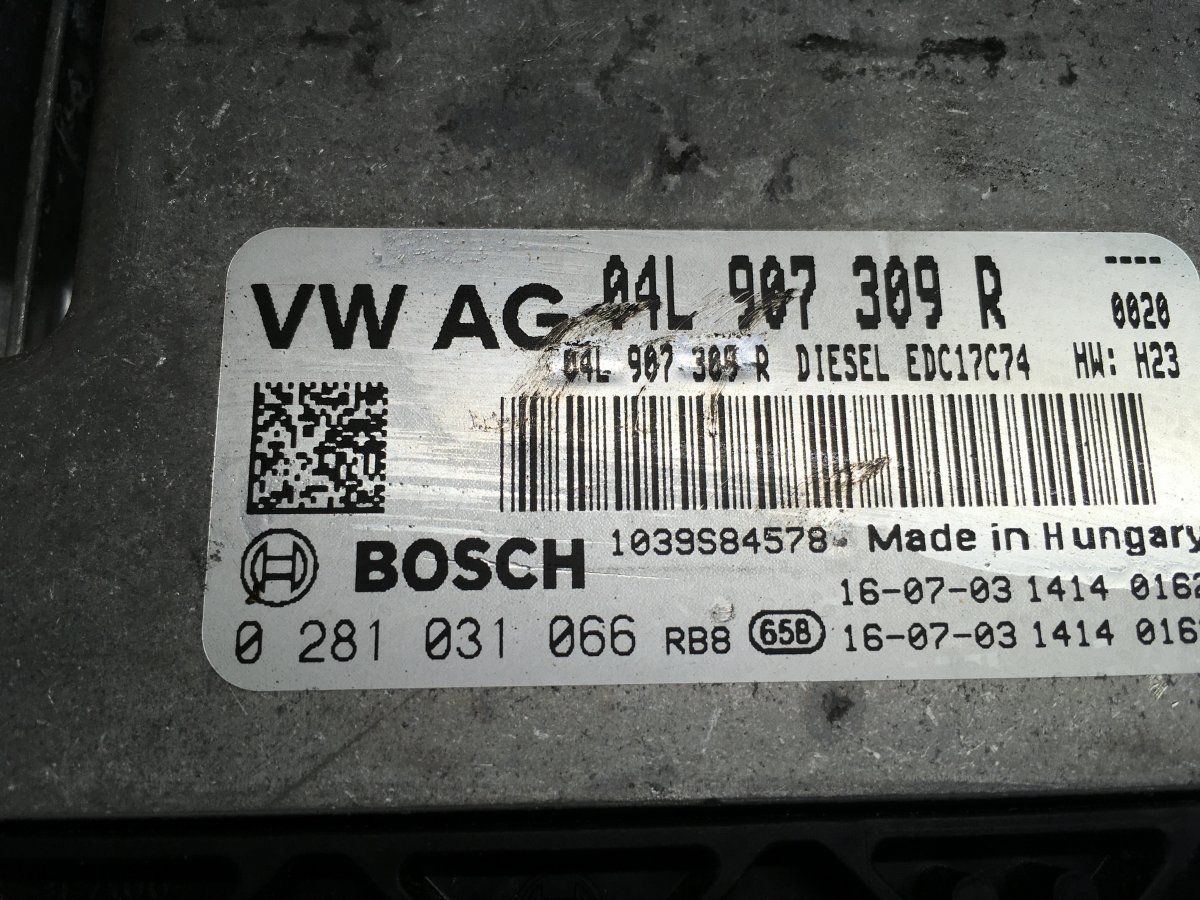 VW AG 04L 907 309 R ----
0020
04L 907 309 R DIESEL EDC17C74 HW: H23
BOSCH 1039S84578 Made in Hungary
16-07-03 1414 0162
0 281 031 066 RB8 658 16-07-03 1414 016